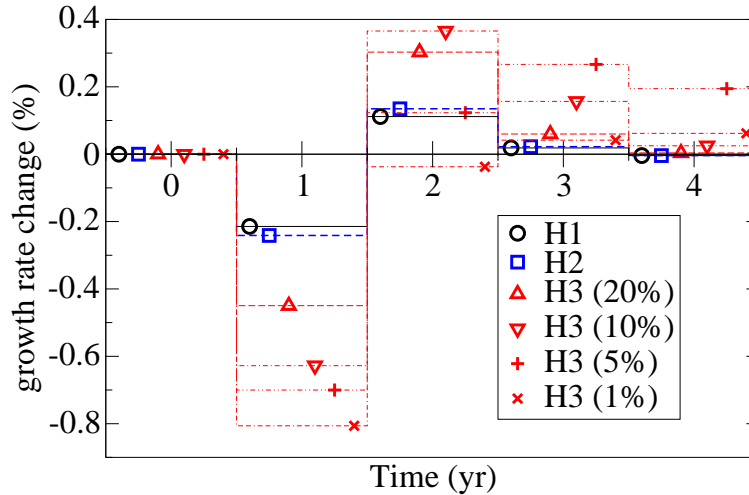 growth rate change (%)
0.4
0.2
0
-0.2
-0.4
-0.6
-0.8
0 1 2 3 4
H1
H2
H3 (20%)
H3 (10%)
H3 (5%)
H3 (1%)
Time (yr)